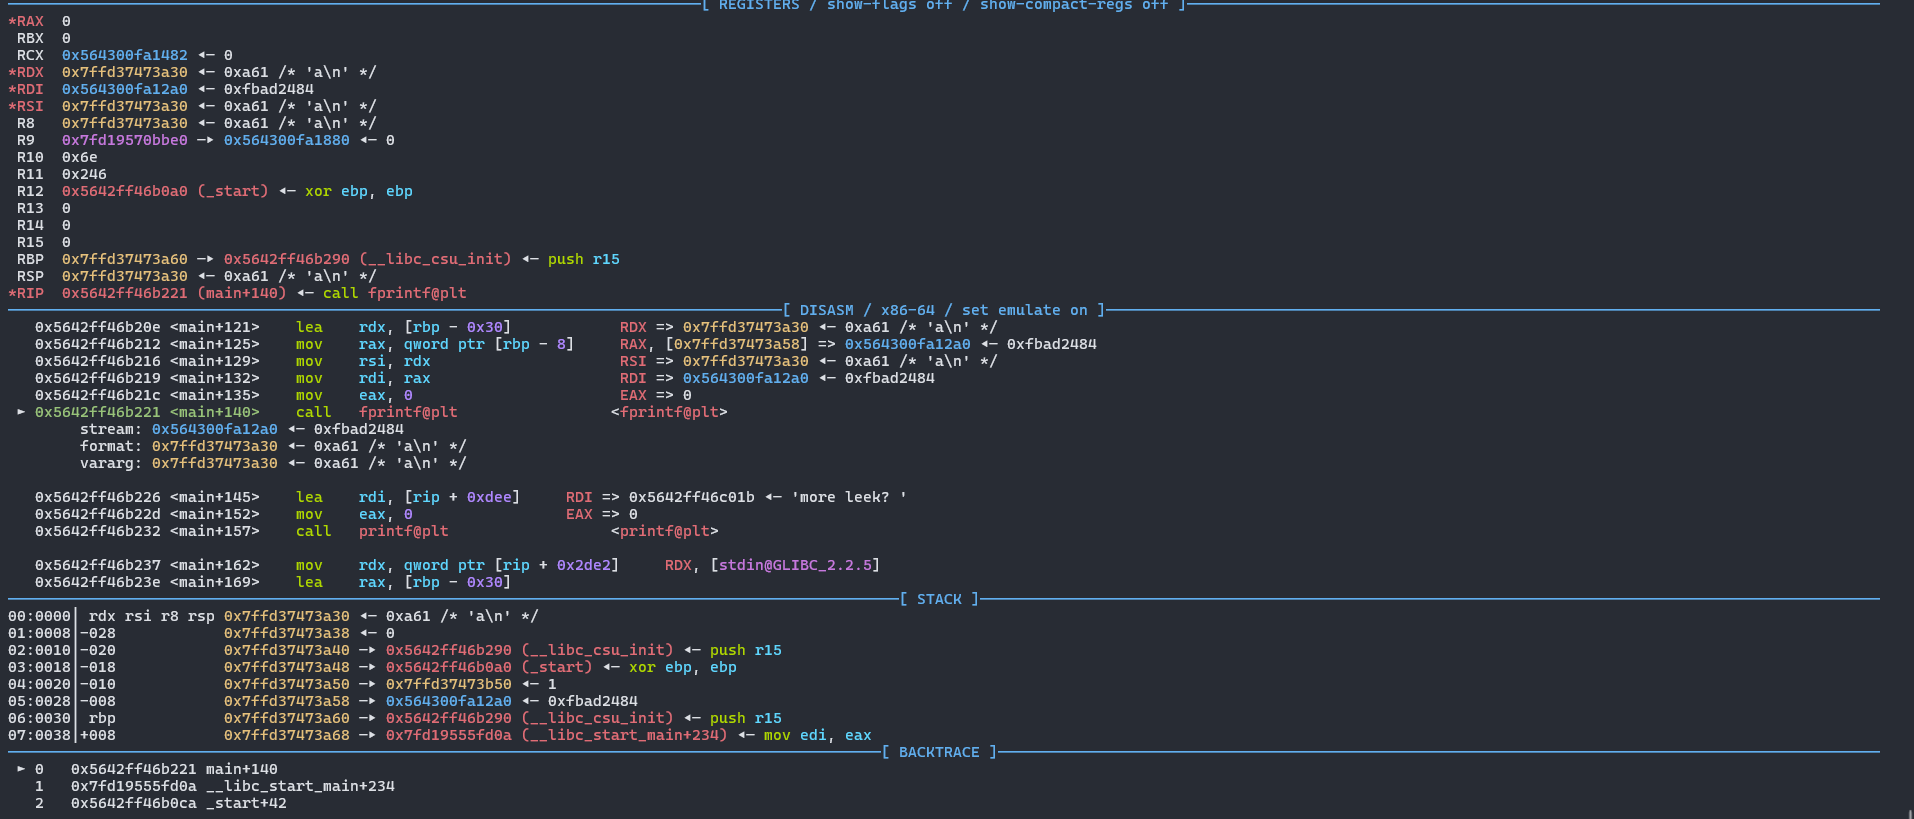 [ REGISTERS / show-flags off / show-compact-regs off ]
*RAX  0
 RBX  0
 RCX  0x564300fa1482 ◂— 0
*RDX  0x7ffd37473a30 ◂— 0xa61 /* 'a\n' */
*RDI  0x564300fa12a0 ◂— 0xfbad2484
*RSI  0x7ffd37473a30 ◂— 0xa61 /* 'a\n' */
 R8   0x7ffd37473a30 ◂— 0xa61 /* 'a\n' */
 R9   0x7fd19570bbe0 —▸ 0x564300fa1880 ◂— 0
 R10  0x6e
 R11  0x246
 R12  0x5642ff46b0a0 (_start) ◂— xor ebp, ebp
 R13  0
 R14  0
 R15  0
 RBP  0x7ffd37473a60 —▸ 0x5642ff46b290 (__libc_csu_init) ◂— push r15
 RSP  0x7ffd37473a30 ◂— 0xa61 /* 'a\n' */
*RIP  0x5642ff46b221 (main+140) ◂— call fprintf@plt
[ DISASM / x86-64 / set emulate on ]
   0x5642ff46b20e <main+121>    lea    rdx, [rbp - 0x30]            RDX => 0x7ffd37473a30 ◂— 0xa61 /* 'a\n' */
   0x5642ff46b212 <main+125>    mov    rax, qword ptr [rbp - 8]     RAX, [0x7ffd37473a58] => 0x564300fa12a0 ◂— 0xfbad2484
   0x5642ff46b216 <main+129>    mov    rsi, rdx                     RSI => 0x7ffd37473a30 ◂— 0xa61 /* 'a\n' */
   0x5642ff46b219 <main+132>    mov    rdi, rax                     RDI => 0x564300fa12a0 ◂— 0xfbad2484
   0x5642ff46b21c <main+135>    mov    eax, 0                       EAX => 0
 ► 0x5642ff46b221 <main+140>    call   fprintf@plt                 <fprintf@plt>
        stream: 0x564300fa12a0 ◂— 0xfbad2484
        format: 0x7ffd37473a30 ◂— 0xa61 /* 'a\n' */
        vararg: 0x7ffd37473a30 ◂— 0xa61 /* 'a\n' */
   0x5642ff46b226 <main+145>    lea    rdi, [rip + 0xdee]     RDI => 0x5642ff46c01b ◂— 'more leek? '
   0x5642ff46b22d <main+152>    mov    eax, 0                 EAX => 0
   0x5642ff46b232 <main+157>    call   printf@plt                  <printf@plt>
   0x5642ff46b237 <main+162>    mov    rdx, qword ptr [rip + 0x2de2]     RDX, [stdin@GLIBC_2.2.5]
   0x5642ff46b23e <main+169>    lea    rax, [rbp - 0x30]
[ STACK ]
00:0000│ rdx rsi r8 rsp 0x7ffd37473a30 ◂— 0xa61 /* 'a\n' */
01:0008│-028            0x7ffd37473a38 ◂— 0
02:0010│-020            0x7ffd37473a40 —▸ 0x5642ff46b290 (__libc_csu_init) ◂— push r15
03:0018│-018            0x7ffd37473a48 —▸ 0x5642ff46b0a0 (_start) ◂— xor ebp, ebp
04:0020│-010            0x7ffd37473a50 —▸ 0x7ffd37473b50 ◂— 1
05:0028│-008            0x7ffd37473a58 —▸ 0x564300fa12a0 ◂— 0xfbad2484
06:0030│ rbp            0x7ffd37473a60 —▸ 0x5642ff46b290 (__libc_csu_init) ◂— push r15
07:0038│+008            0x7ffd37473a68 —▸ 0x7fd19555fd0a (__libc_start_main+234) ◂— mov edi, eax
[ BACKTRACE ]
 ► 0   0x5642ff46b221 main+140
   1   0x7fd19555fd0a __libc_start_main+234
   2   0x5642ff46b0ca _start+42